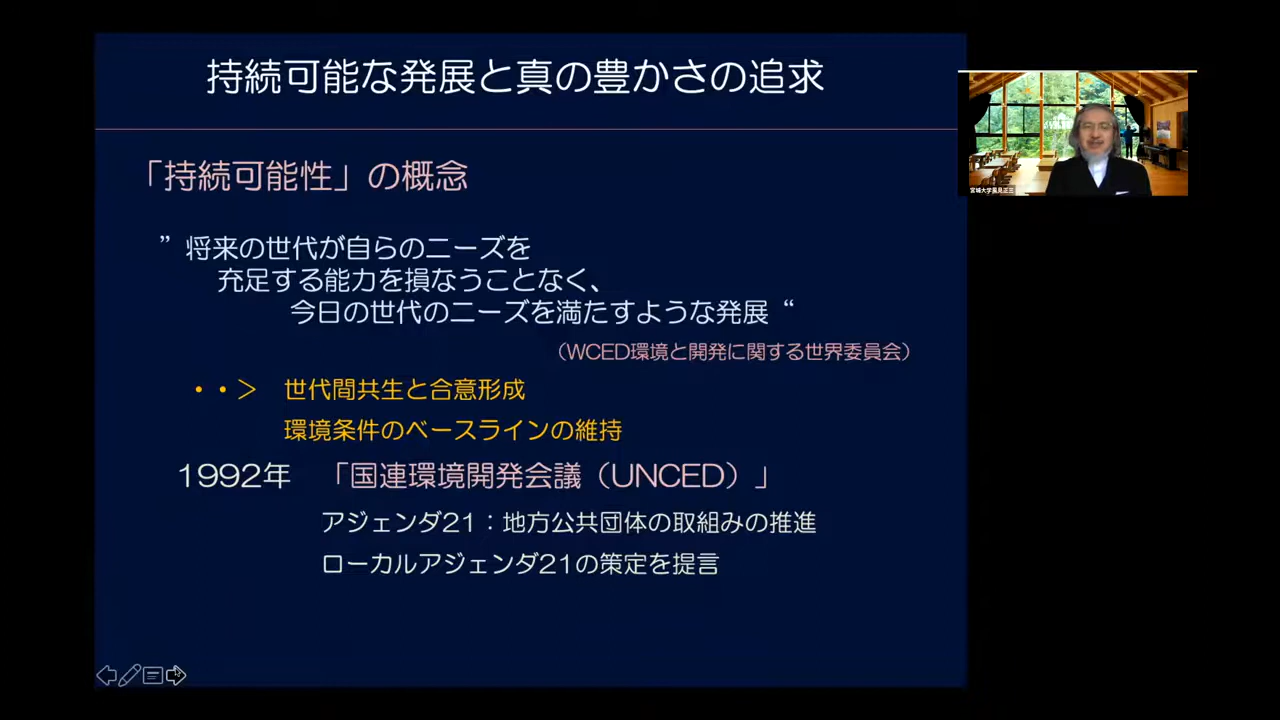 持続可能な発展と真の豊かさの追求
「持続可能性」の概念
”将来の世代が自らのニーズを
充足する能力を損なうことなく、
今日の世代のニーズを満たすような発展“
（WCED環境と開発に関する世界委員会）
・・＞ 世代間共生と合意形成
環境条件のベースラインの維持
1992年 「国連環境開発会議（UNCED）」
アジェンダ21：地方公共団体の取組みの推進
ローカルアジェンダ21の策定を提言
宮城大学風見正三